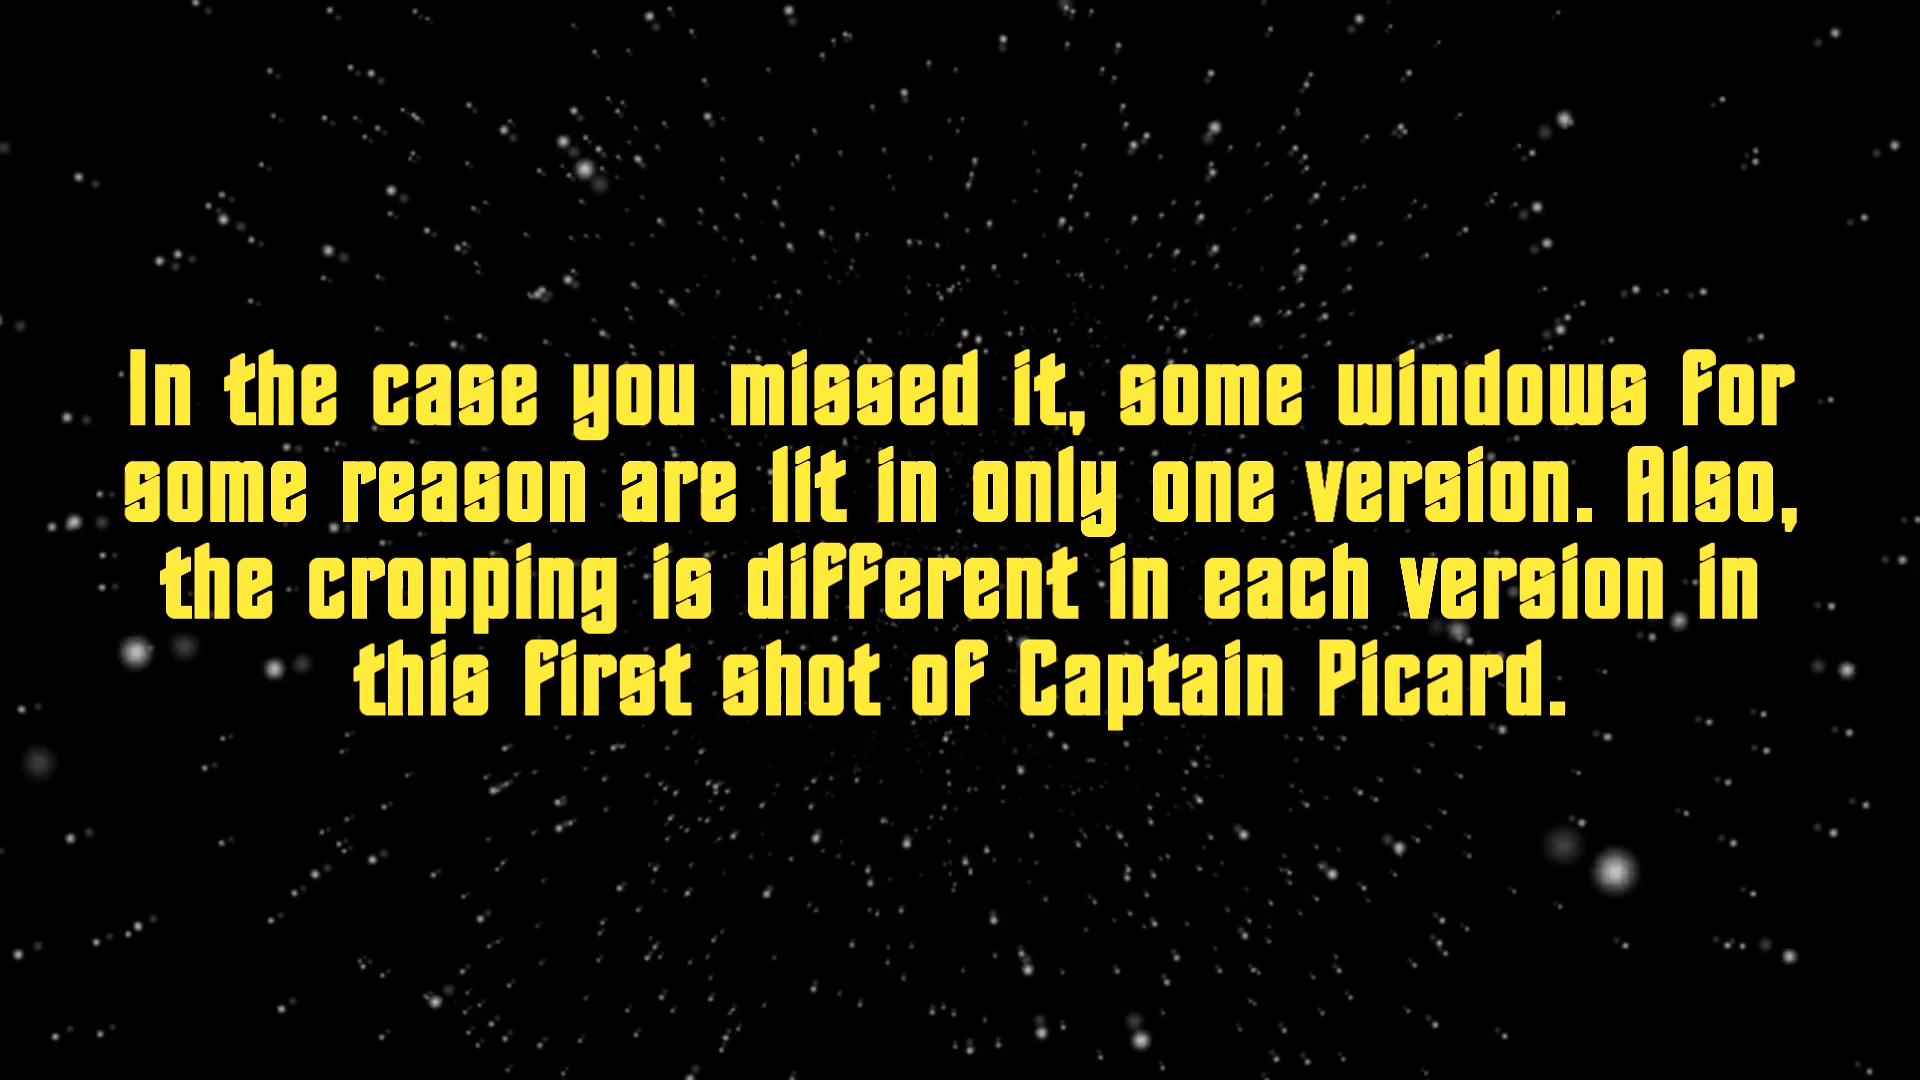 In the case you missed it, some windows for
some reason are lit in only one version. Also,
the cropping is different in each version in
this first shot of Captain Picard.